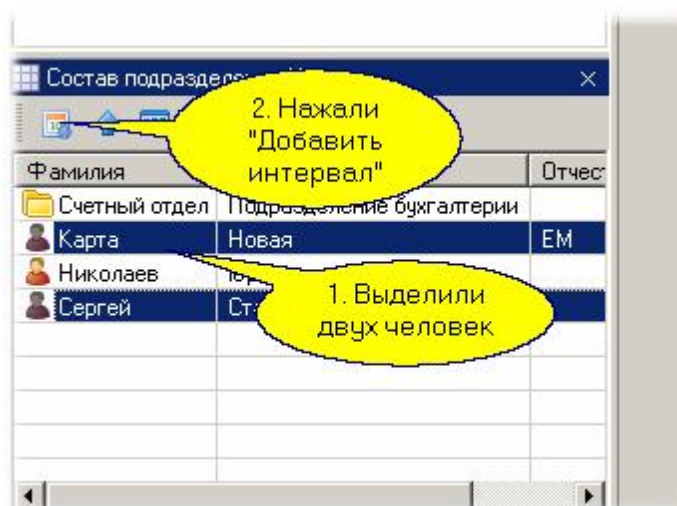 Состав
2. Нажали
"Добавить
интервал"
Фамилия
Отчес
Счетный отдел Подразделение бухгалтерии
Карта Новая ЕМ
Николаев
1. Выделили
двух человек
Сергей